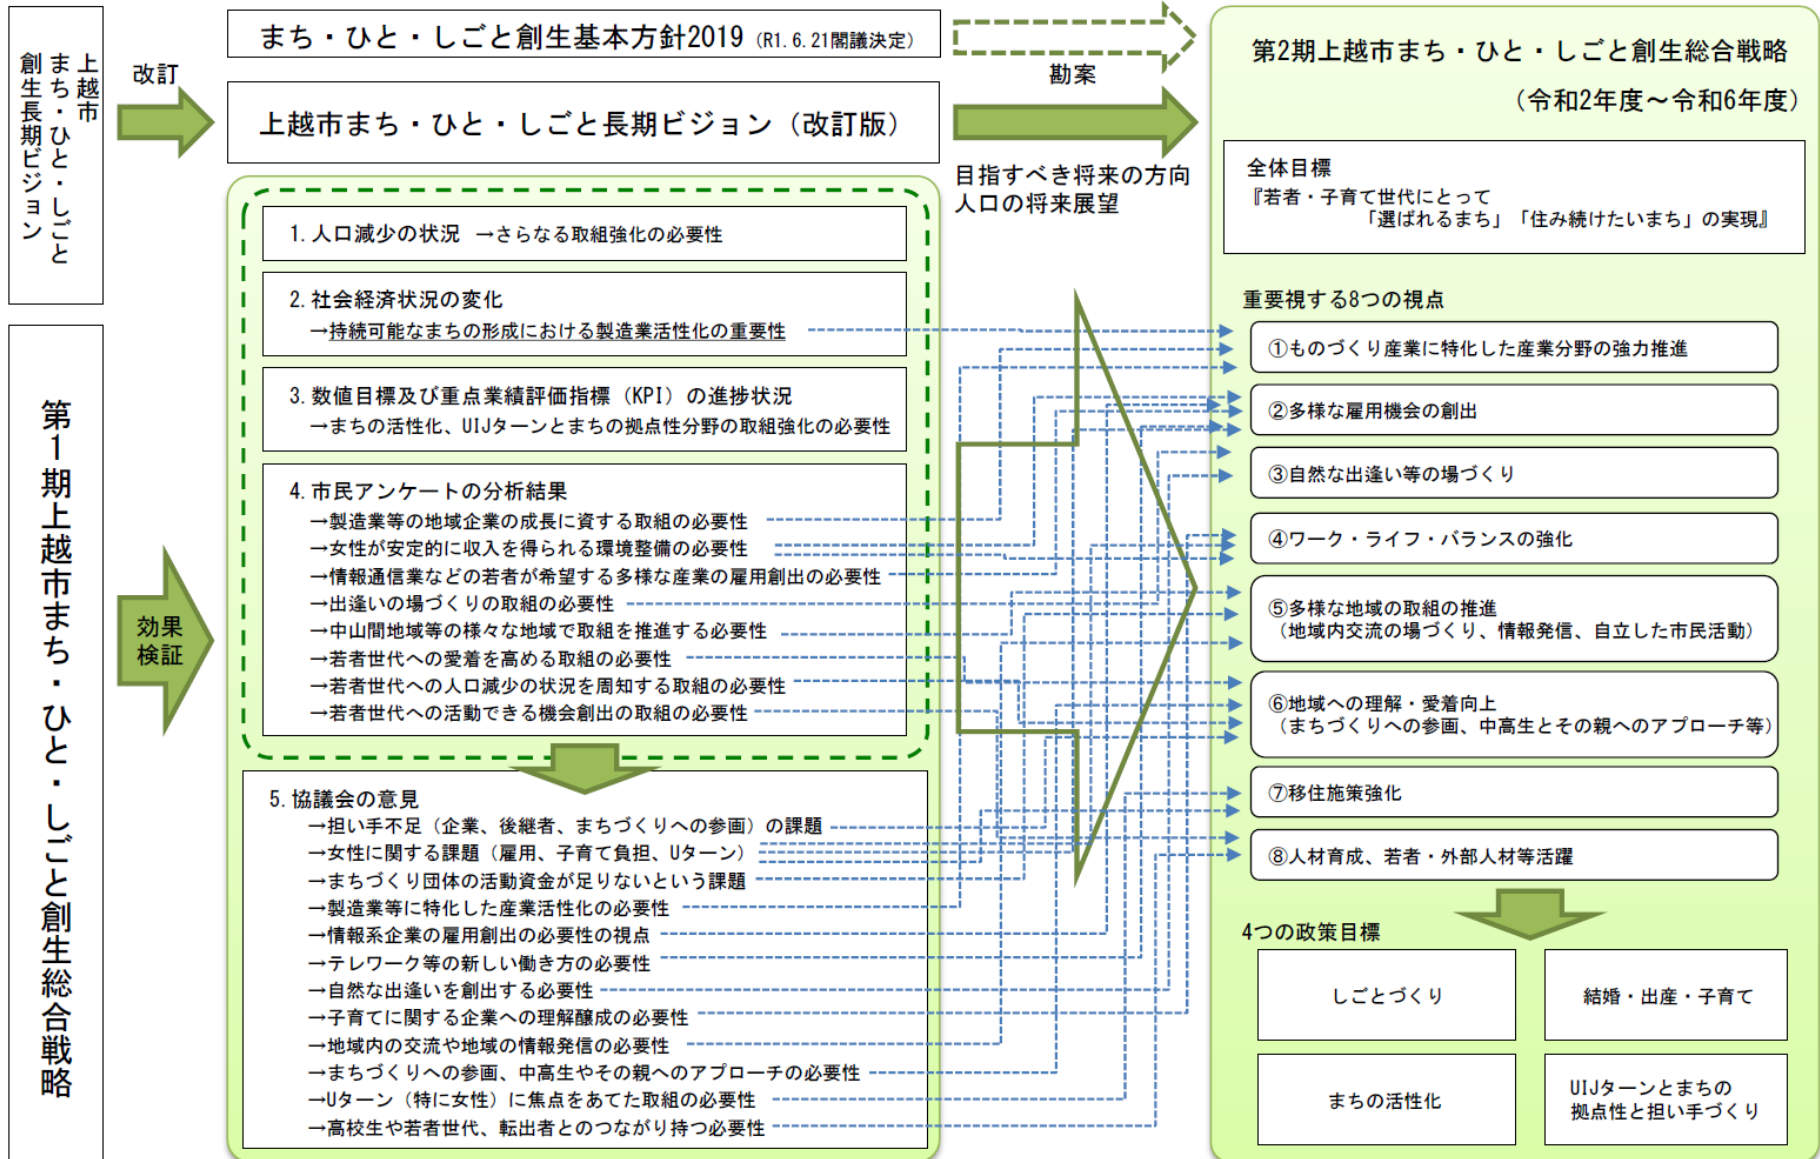 上越市
まち・ひと・しごと
創生長期ビジョン
改訂
まち・ひと・しごと創生基本方針2019（R1.6.21閣議決定）
上越市まち・ひと・しごと長期ビジョン（改訂版）
勘案
目指すべき将来の方向
人口の将来展望
第1期上越市まち・ひと・しごと創生総合戦略
効果
検証
1.人口減少の状況 →さらなる取組強化の必要性
2.社会経済状況の変化
→持続可能なまちの形成における製造業活性化の重要性
3.数値目標及び重点業績評価指標（KPI）の進捗状況
→まちの活性化、UIJターンとまちの拠点性分野の取組強化の必要性
4.市民アンケートの分析結果
→製造業等の地域企業の成長に資する取組の必要性
→女性が安定的に収入を得られる環境整備の必要性
→情報通信業などの若者が希望する多様な産業の雇用創出の必要性
→出逢いの場づくりの取組の必要性
→中山間地域等の様々な地域で取組を推進する必要性
→若者世代への愛着を高める取組の必要性
→若者世代への人口減少の状況を周知する取組の必要性
→若者世代への活動できる機会創出の取組の必要性
5.協議会の意見
→担い手不足（企業、後継者、まちづくりへの参画）の課題
→女性に関する課題（雇用、子育て負担、Uターン）
→まちづくり団体の活動資金が足りないという課題
→製造業等に特化した産業活性化の必要性
→情報系企業の雇用創出の必要性の視点
→テレワーク等の新しい働き方の必要性
→自然な出逢いを創出する必要性
→子育てに関する企業への理解醸成の必要性
→地域内の交流や地域の情報発信の必要性
→まちづくりへの参画、中高生やその親へのアプローチの必要性
→Uターン（特に女性）に焦点をあてた取組の必要性
→高校生や若者世代、転出者とのつながり持つ必要性
第2期上越市まち・ひと・しごと創生総合戦略
（令和2年度～令和6年度）
全体目標
『若者・子育て世代にとって
「選ばれるまち」「住み続けたいまち」の実現』
重要視する8つの視点
①ものづくり産業に特化した産業分野の強力推進
②多様な雇用機会の創出
③自然な出逢い等の場づくり
④ワーク・ライフ・バランスの強化
⑤多様な地域の取組の推進
（地域内交流の場づくり、情報発信、自立した市民活動）
⑥地域への理解・愛着向上
（まちづくりへの参画、中高生とその親へのアプローチ等）
⑦移住施策強化
⑧人材育成、若者・外部人材等活躍
4つの政策目標
しごとづくり
結婚・出産・子育て
まちの活性化
UIJターンとまちの
拠点性と担い手づくり